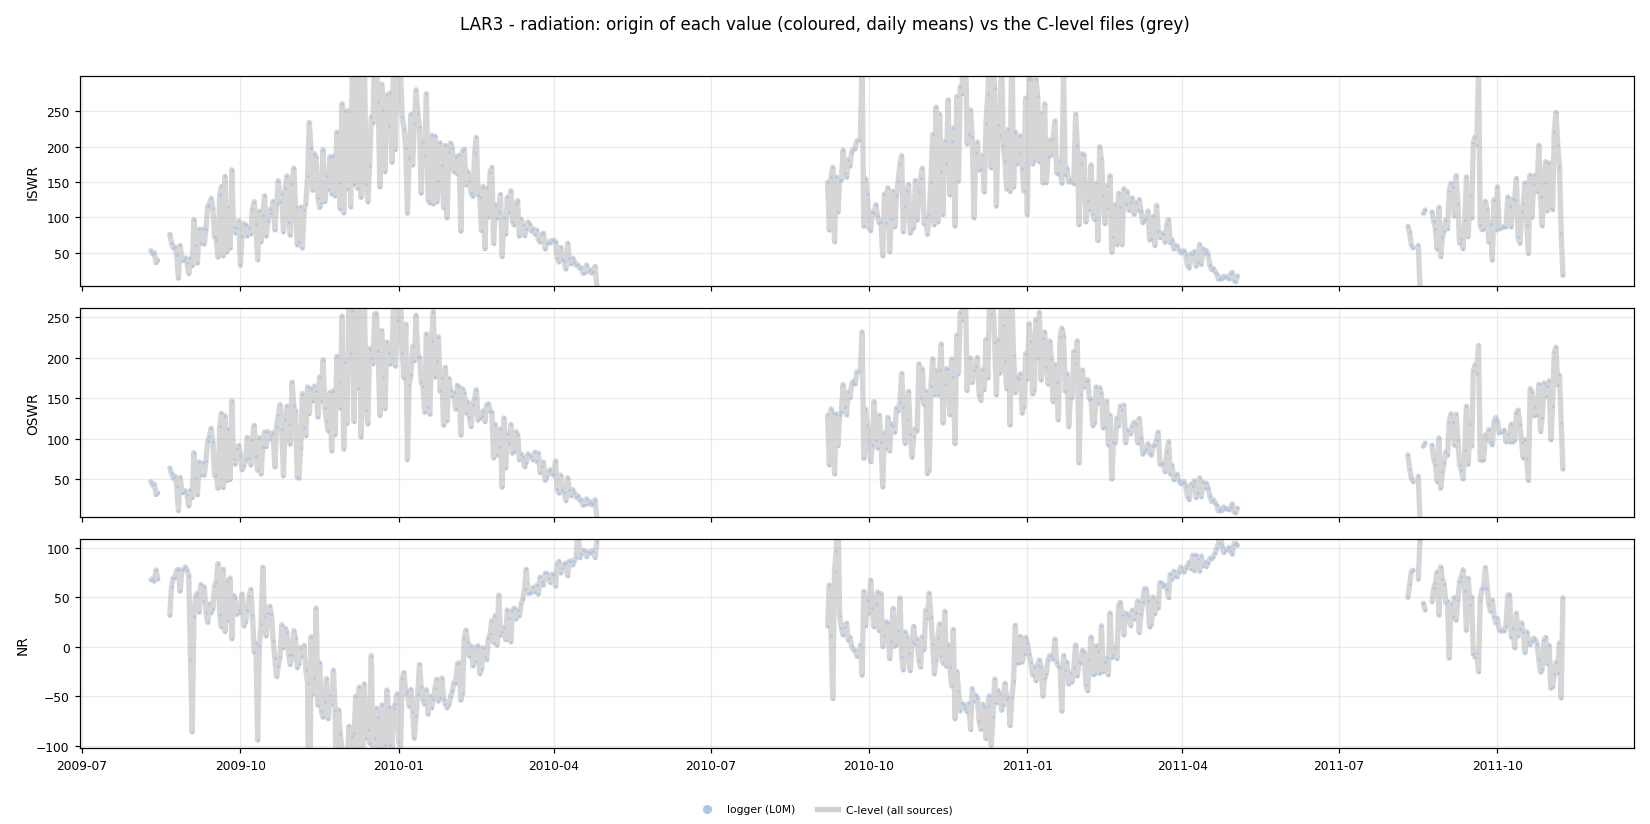 LAR3 - radiation: origin of each value (coloured, daily means) vs the C-level files (grey)
ISWR
250
200
150
100
50
OSWR
250
200
150
100
50
NR
100
50
0
−50
−100
2009-07 2009-10 2010-01 2010-04 2010-07 2010-10 2011-01 2011-04 2011-07 2011-10
logger (L0M) C-level (all sources)